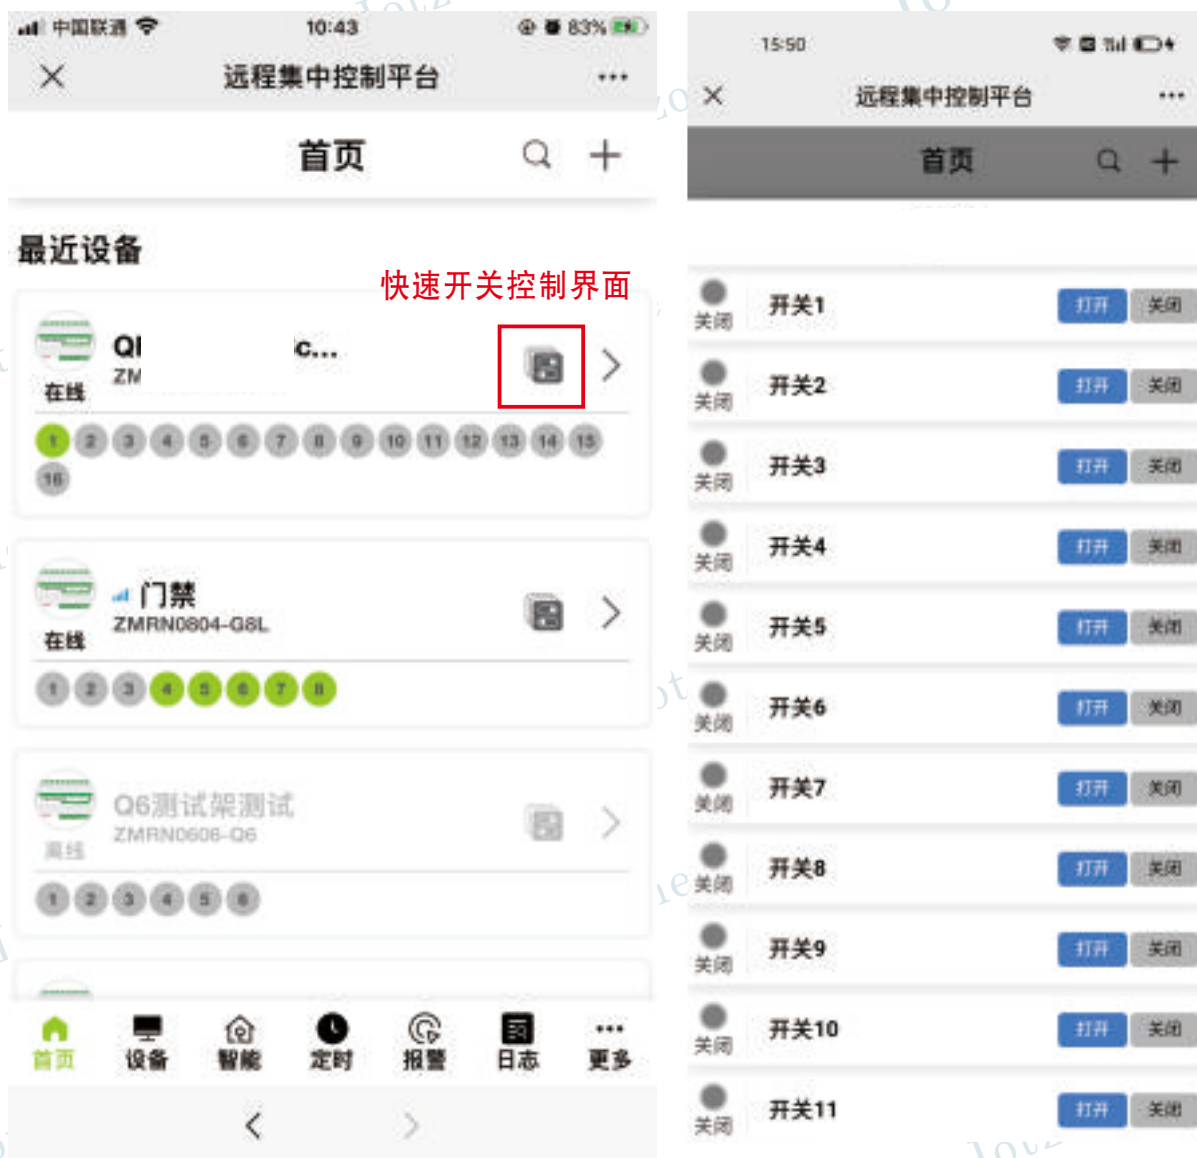 中国联通
10:43
83%
远程集中控制平台
首页
最近设备
快速开关控制界面
c...
ZM
在线
1 2 3 4 5 6 7 8 9 10 11 12 13 14 15
16
门禁
ZMRN0804-G8L
在线
1 2 3 4 5 6 7 8
Q6测试架测试
ZMRN0606-Q6
离线
1 2 3 4 5 6
首页 设备 智能 定时 报警 日志 更多
15:50
远程集中控制平台
首页
关闭 开关1 打开 关闭
关闭 开关2 打开 关闭
关闭 开关3 打开 关闭
关闭 开关4 打开 关闭
关闭 开关5 打开 关闭
关闭 开关6 打开 关闭
关闭 开关7 打开 关闭
关闭 开关8 打开 关闭
关闭 开关9 打开 关闭
关闭 开关10 打开 关闭
关闭 开关11 打开 关闭